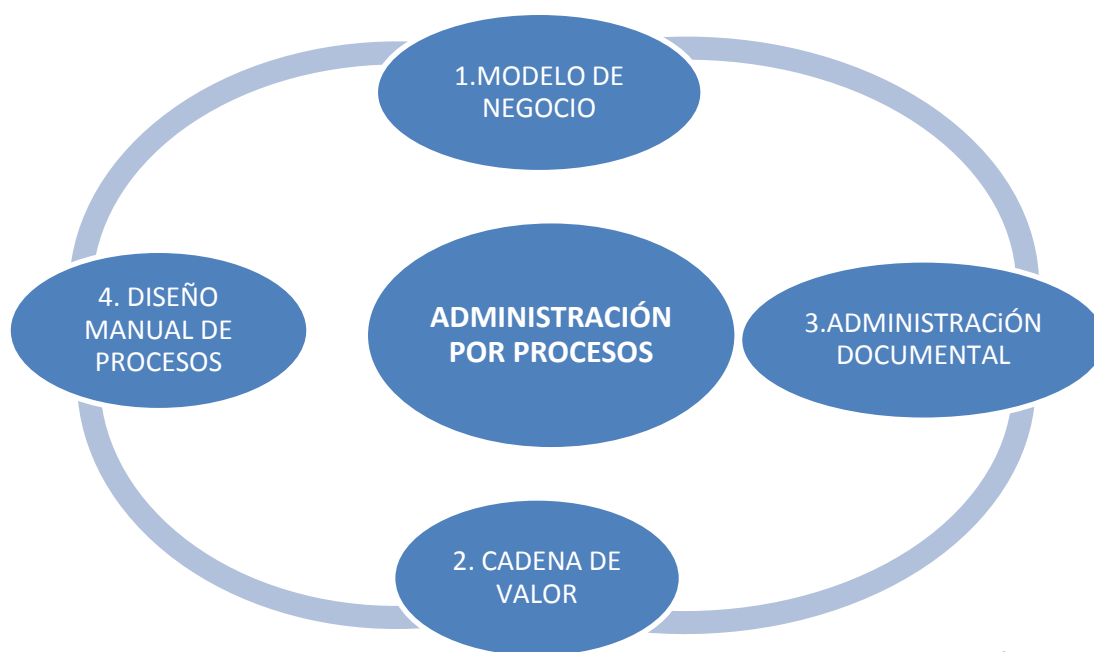 1.MODELO DE
NEGOCIO
4. DISEÑO
MANUAL DE
PROCESOS
ADMINISTRACIÓN
POR PROCESOS
3.ADMINISTRACiÓN
DOCUMENTAL
2. CADENA DE
VALOR